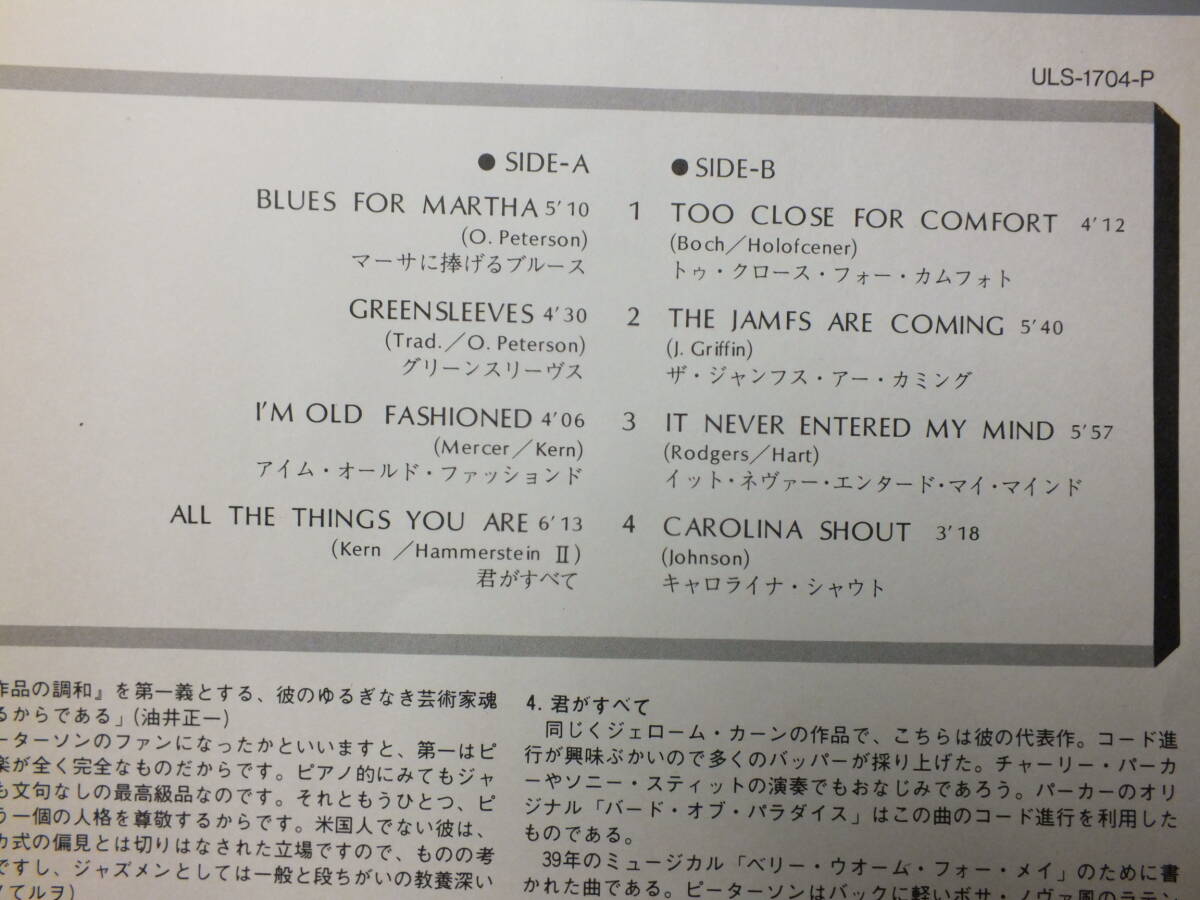 ULS-1704-P
● SIDE-A
BLUES FOR MARTHA 5'10
(O. Peterson)
マーサに捧げるブルース
GREENSLEEVES 4'30
(Trad.／O. Peterson)
グリーンスリーヴス
I'M OLD FASHIONED 4'06
(Mercer／Kern)
アイム・オールド・ファッションド
ALL THE THINGS YOU ARE 6'13
(Kern ／Hammerstein Ⅱ)
君がすべて
● SIDE-B
1 TOO CLOSE FOR COMFORT 4'12
(Boch／Holofcener)
トゥ・クロース・フォー・カムフォト
2 THE JAMFS ARE COMING 5'40
(J. Griffin)
ザ・ジャンフス・アー・カミング
3 IT NEVER ENTERED MY MIND 5'57
(Rodgers／Hart)
イット・ネヴァー・エンタード・マイ・マインド
4 CAROLINA SHOUT 3'18
(Johnson)
キャロライナ・シャウト
作品の調和』を第一義とする、彼のゆるぎなき芸術家魂
るからである」(油井正一)
ーターソンのファンになったかといいますと、第一はピ
楽が全く完全なものだからです。ピアノ的にみてもジャ
も文句なしの最高級品なのです。それともうひとつ、ピ
う一個の人格を尊敬するからです。米国人でない彼は、
カ式の偏見とは切りはなされた立場ですので、ものの考
ですし、ジャズメンとしては一般と段ちがいの教養深い
てルヲ)
4. 君がすべて
同じくジェローム・カーンの作品で、こちらは彼の代表作。コード進
行が興味ぶかいので多くのバッパーが採り上げた。チャーリー・パーカ
ーやソニー・スティットの演奏でもおなじみであろう。パーカーのオリ
ジナル「バード・オブ・パラダイス」はこの曲のコード進行を利用した
ものである。
39年のミュージカル「ベリー・ウオーム・フォー・メイ」のために書
かれた曲である。ピーターソンはバックに軽いボサ・ノヴァ風のラテン